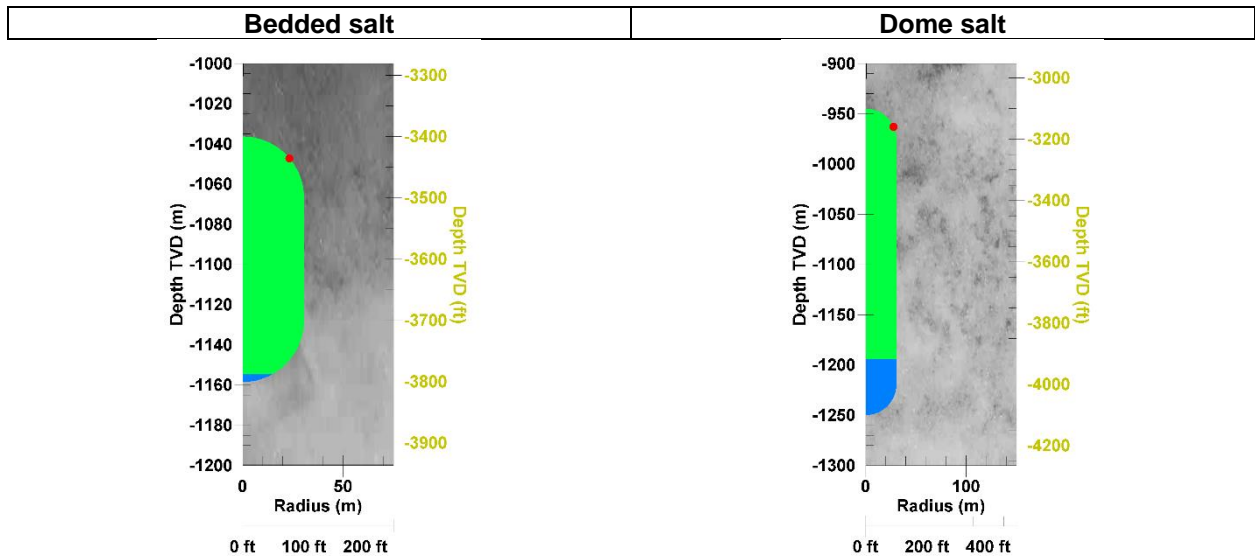 Bedded salt
Dome salt
Depth TVD (m)
-1000
-1020
-1040
-1060
-1080
-1100
-1120
-1140
-1160
-1180
-1200
-3300
-3400
-3500
-3600
-3700
-3800
-3900
Depth TVD (ft)
0
50
Radius (m)
0 ft
100 ft
200 ft
Depth TVD (m)
-900
-950
-1000
-1050
-1100
-1150
-1200
-1250
-1300
-3000
-3200
-3400
-3600
-3800
-4000
-4200
Depth TVD (ft)
0
100
Radius (m)
0 ft
200 ft
400 ft